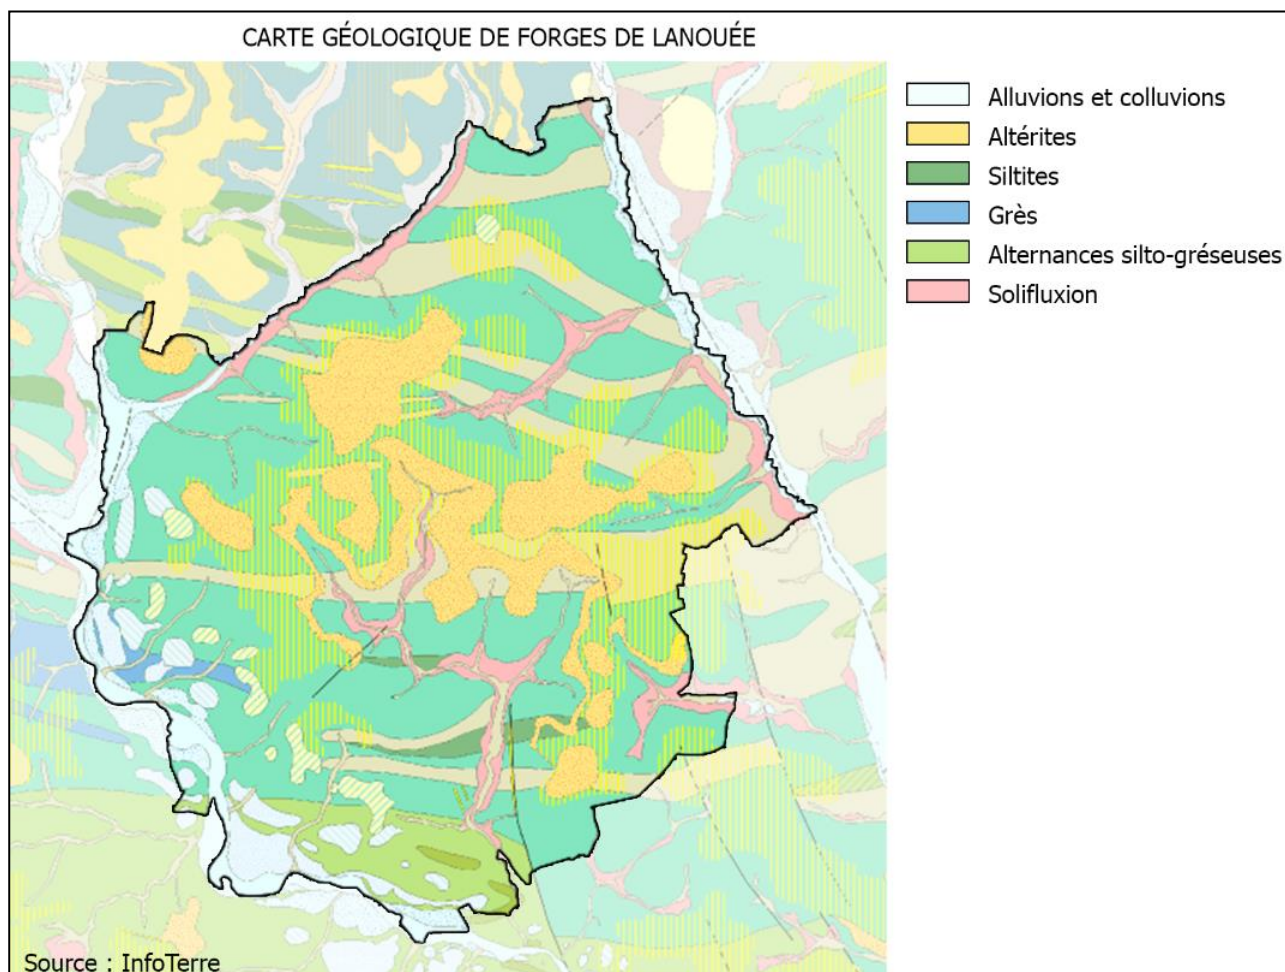 CARTE GÉOLOGIQUE DE FORGES DE LANOUÉE
Alluvions et colluvions
Altérites
Siltites
Grès
Alternances silto-gréseuses
Solifluxion
Source : InfoTerre